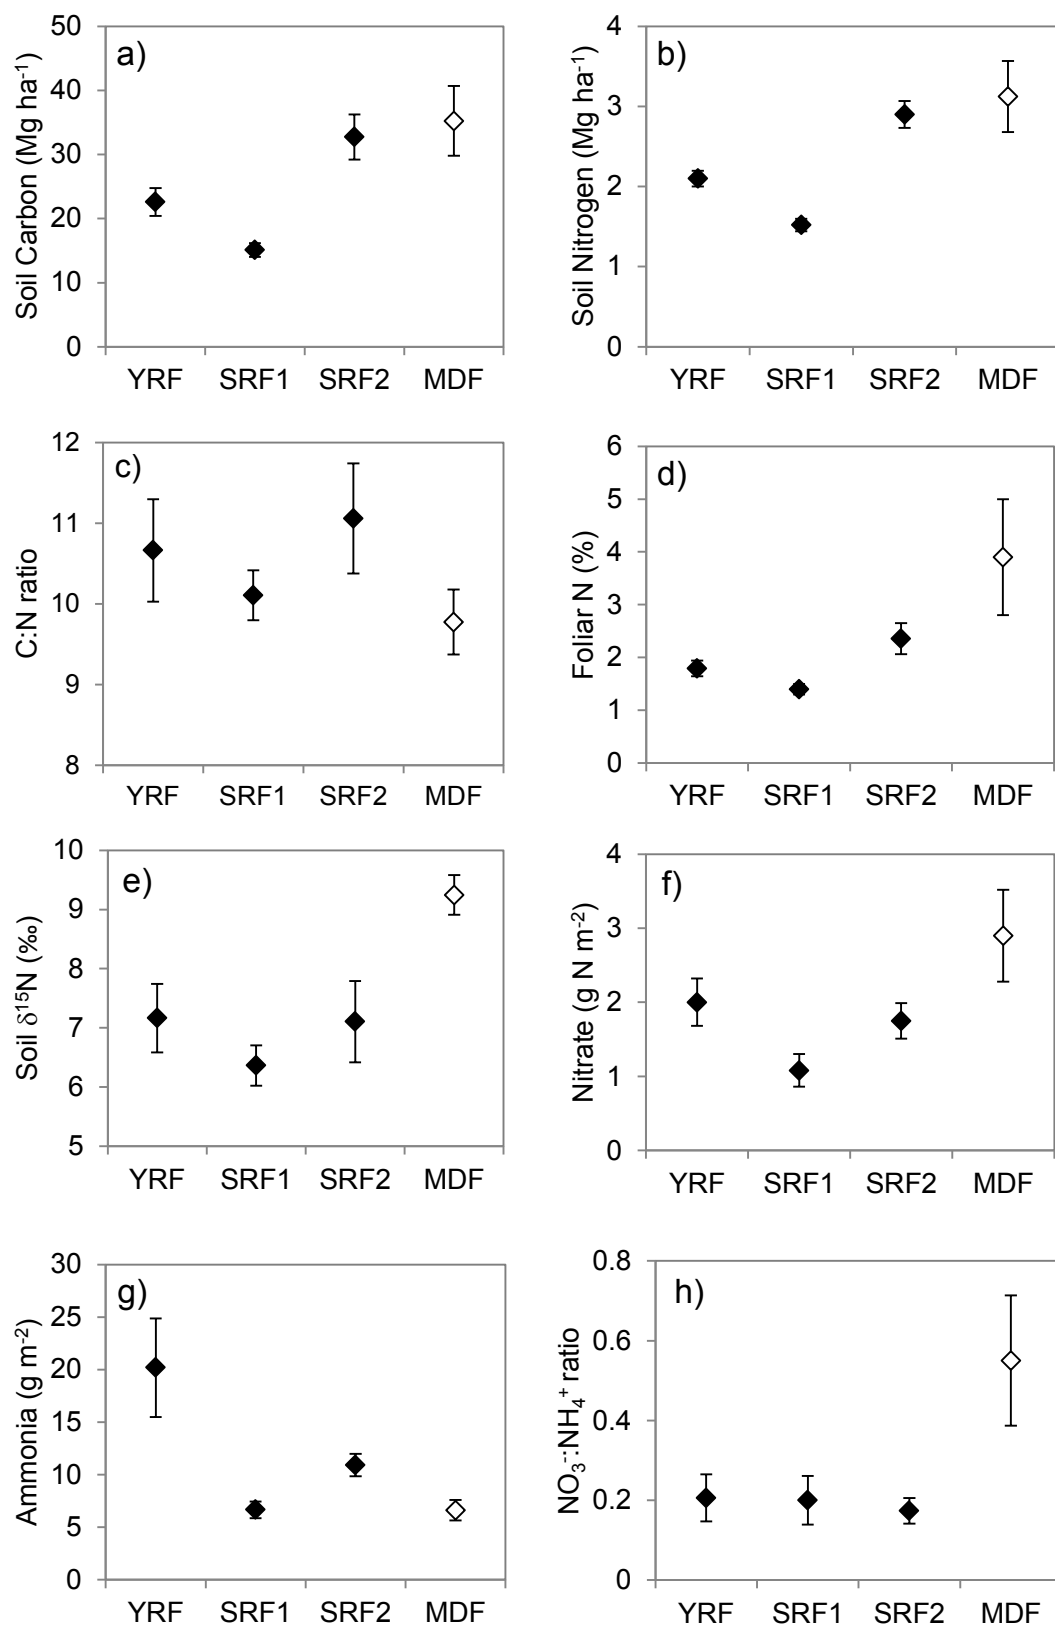 a)
Soil Carbon (Mg ha⁻¹)
50
40
30
20
10
0
YRF SRF1 SRF2 MDF
b)
Soil Nitrogen (Mg ha⁻¹)
4
3
2
1
0
YRF SRF1 SRF2 MDF
c)
C:N ratio
12
11
10
9
8
YRF SRF1 SRF2 MDF
d)
Foliar N (%)
6
5
4
3
2
1
0
YRF SRF1 SRF2 MDF
e)
Soil δ¹⁵N (‰)
10
9
8
7
6
5
YRF SRF1 SRF2 MDF
f)
Nitrate (g N m⁻²)
4
3
2
1
0
YRF SRF1 SRF2 MDF
g)
Ammonia (g m⁻²)
30
25
20
15
10
5
0
YRF SRF1 SRF2 MDF
h)
NO₃⁻:NH₄⁺ ratio
0.8
0.6
0.4
0.2
0
YRF SRF1 SRF2 MDF